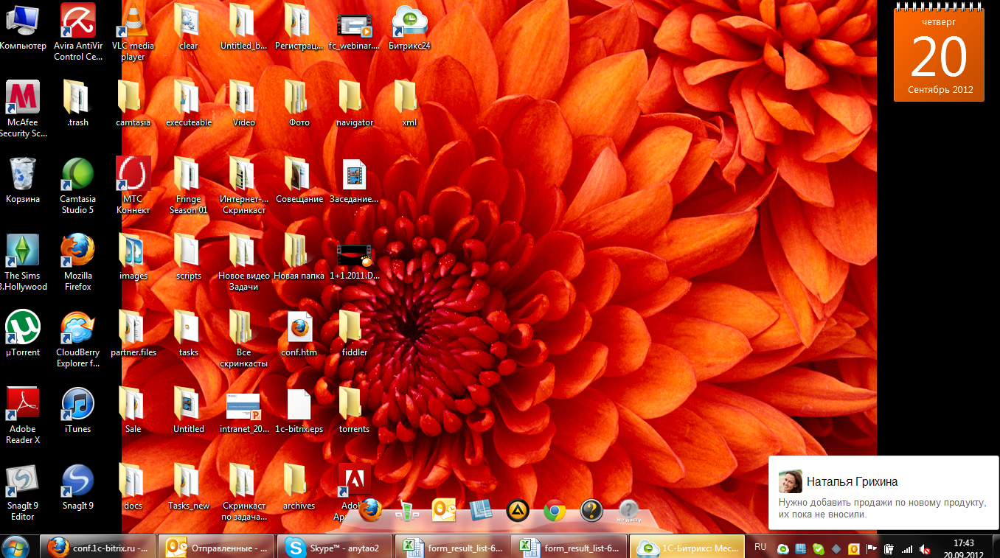 Компьютер
Avira AntiVir
Control Ce...
VLC media
player
clear
Untitled_b...
Регистрац...
fc_webinar....
Битрикс24
четверг
20
Сентябрь 2012
McAfee
Security Sc...
.trash
camtasia
executeable
Video
Фото
navigator
xml
Корзина
Camtasia
Studio 5
МТС
Коннект
Fringe
Season 01
Интернет-...
Скринкаст
Совещание
Заседание...
The Sims
3.Hollywood
Mozilla
Firefox
images
scripts
Новое видео
Задачи
Новая папка
1+1.2011.D...
µTorrent
CloudBerry
Explorer f...
partner.files
tasks
Все
скринкасты
conf.htm
fiddler
Adobe
Reader X
iTunes
Sale
Untitled
intranet_20...
1c-bitrix.eps
torrents
SnagIt 9
Editor
SnagIt 9
docs
Tasks_new
Скринкаст
по задача...
archives
Наталья Грихина
Нужно добавить продажи по новому продукту,
их пока не вносили.
conf.1c-bitrix.ru -...
Отправленные - ...
Skype™ - anytao2
form_result_list-6...
form_result_list-6...
1С-Битрикс: Мес...
RU
17:43
20.09.2012